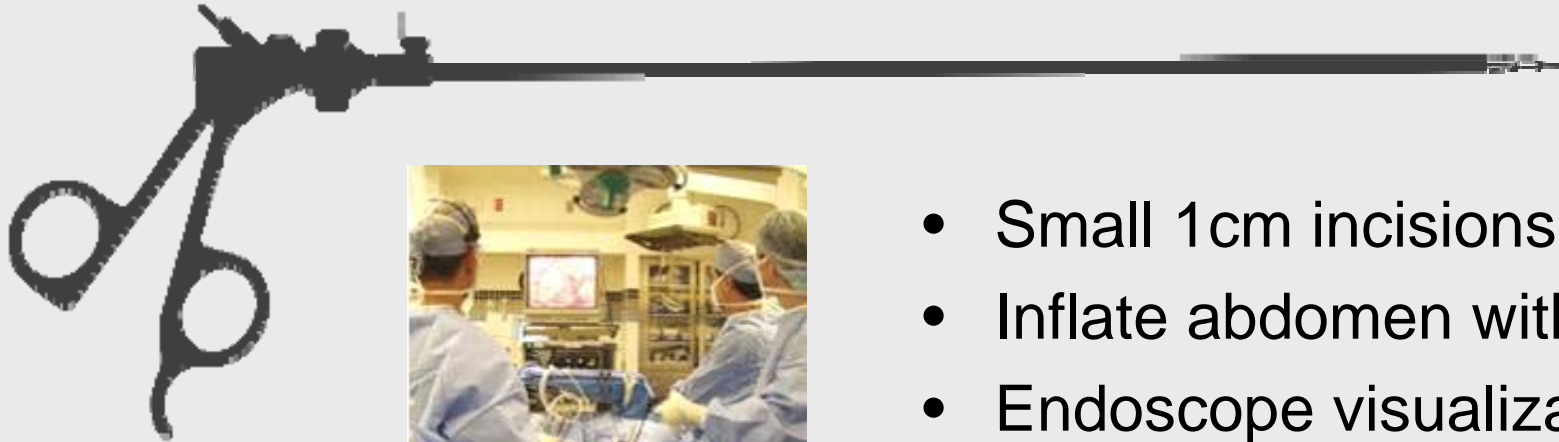 • Small 1cm incisions
• Inflate abdomen with
• Endoscope visualiza